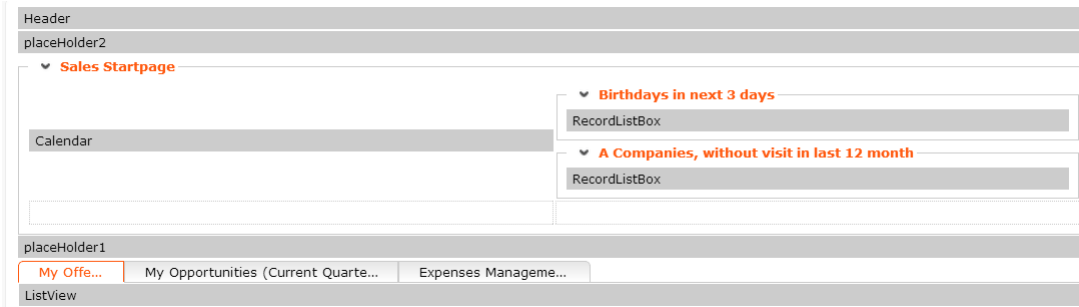 Header
placeHolder2
Sales Startpage
Calendar
Birthdays in next 3 days
RecordListBox
A Companies, without visit in last 12 month
RecordListBox
placeHolder1
My Offe... My Opportunities (Current Quarte... Expenses Manageme...
ListView